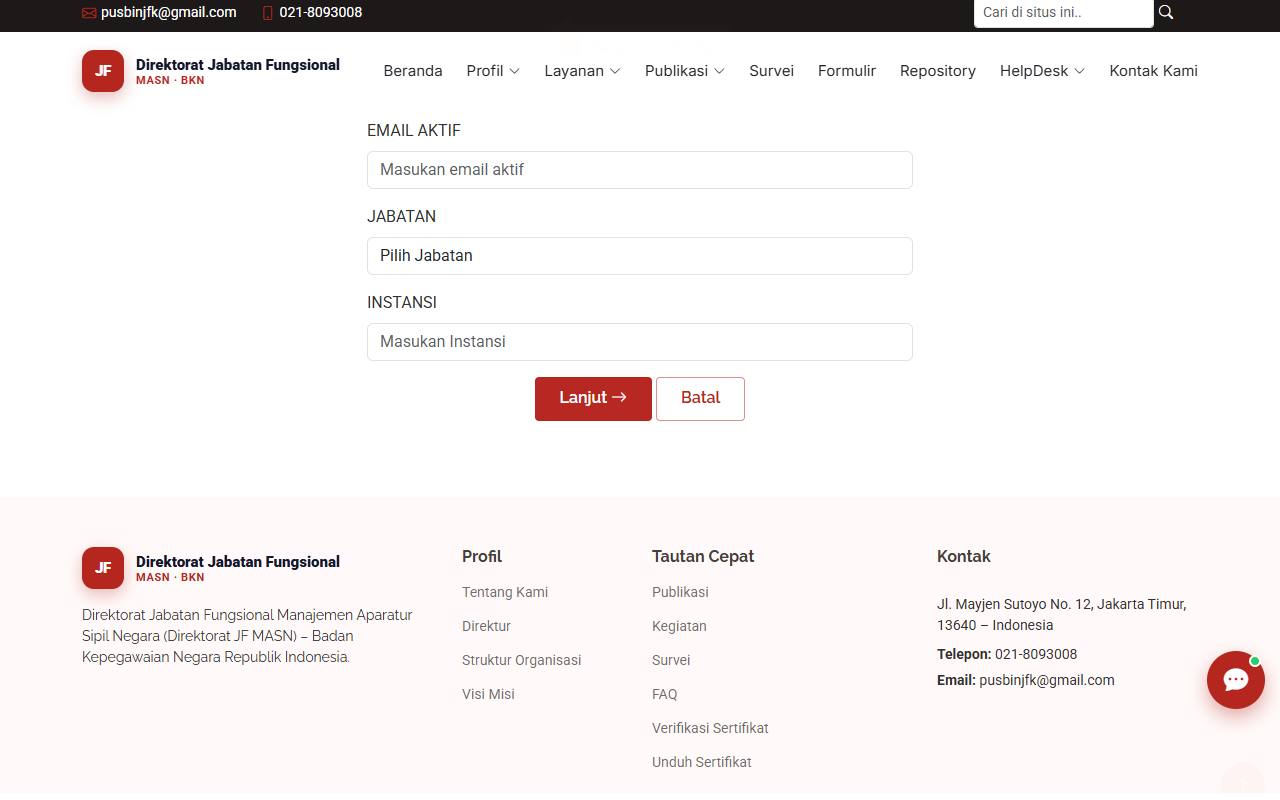 pusbinjfk@gmail.com 021-8093008 Cari di situs ini..
JF Direktorat Jabatan Fungsional
MASN · BKN
Beranda Profil Layanan Publikasi Survei Formulir Repository HelpDesk Kontak Kami
EMAIL AKTIF
Masukan email aktif
JABATAN
Pilih Jabatan
INSTANSI
Masukan Instansi
Lanjut → Batal
JF Direktorat Jabatan Fungsional
MASN · BKN
Direktorat Jabatan Fungsional Manajemen Aparatur
Sipil Negara (Direktorat JF MASN) – Badan
Kepegawaian Negara Republik Indonesia.
Profil
Tentang Kami
Direktur
Struktur Organisasi
Visi Misi
Tautan Cepat
Publikasi
Kegiatan
Survei
FAQ
Verifikasi Sertifikat
Unduh Sertifikat
Kontak
Jl. Mayjen Sutoyo No. 12, Jakarta Timur,
13640 – Indonesia
Telepon: 021-8093008
Email: pusbinjfk@gmail.com